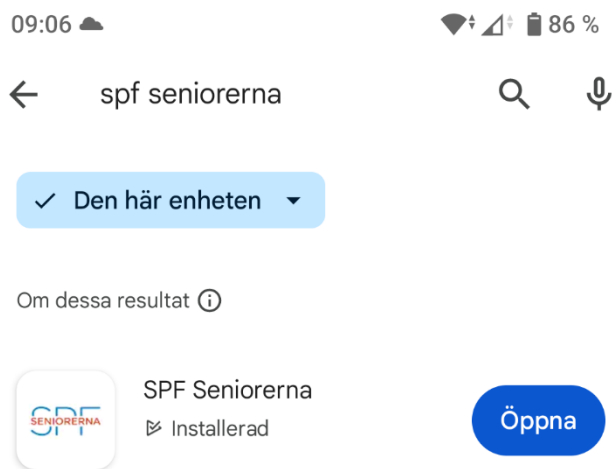 09:06 86 %
spf seniorerna
Den här enheten
Om dessa resultat
SPF
SENIORERNA
SPF Seniorerna
Installerad
Öppna